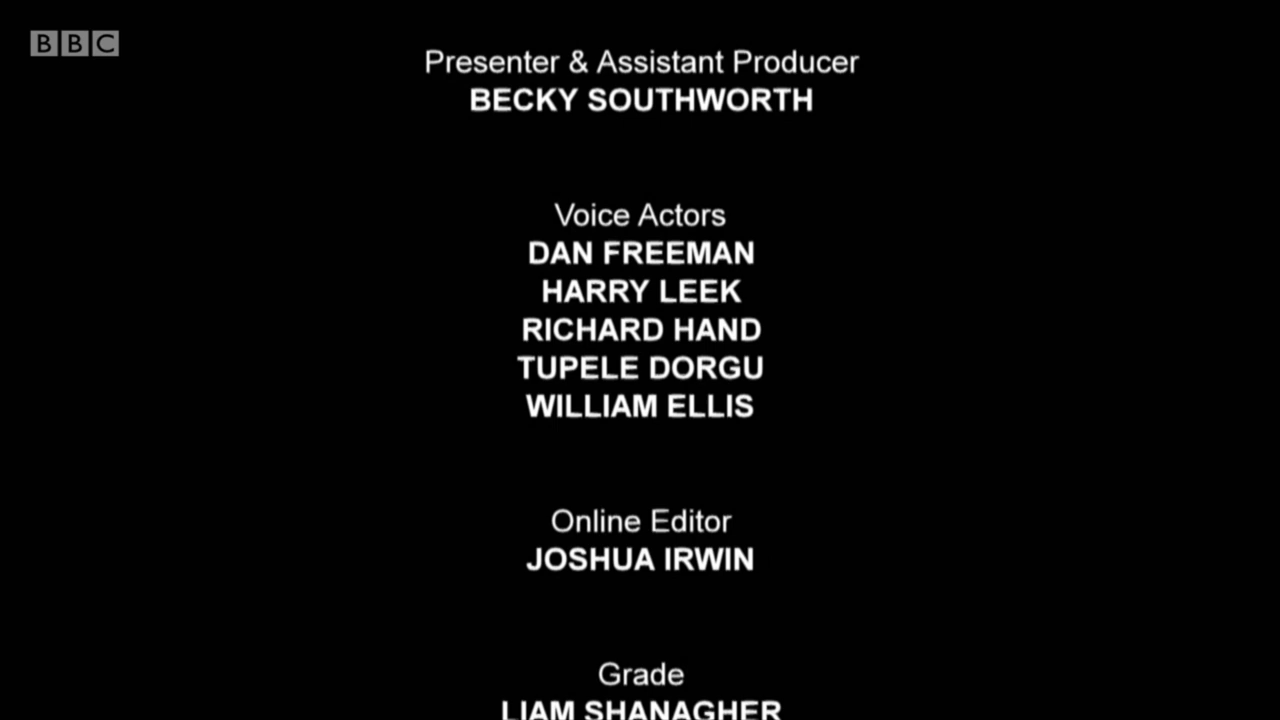 BBC
Presenter & Assistant Producer
BECKY SOUTHWORTH
Voice Actors
DAN FREEMAN
HARRY LEEK
RICHARD HAND
TUPELE DORGU
WILLIAM ELLIS
Online Editor
JOSHUA IRWIN
Grade
LIAM SHANAGHER